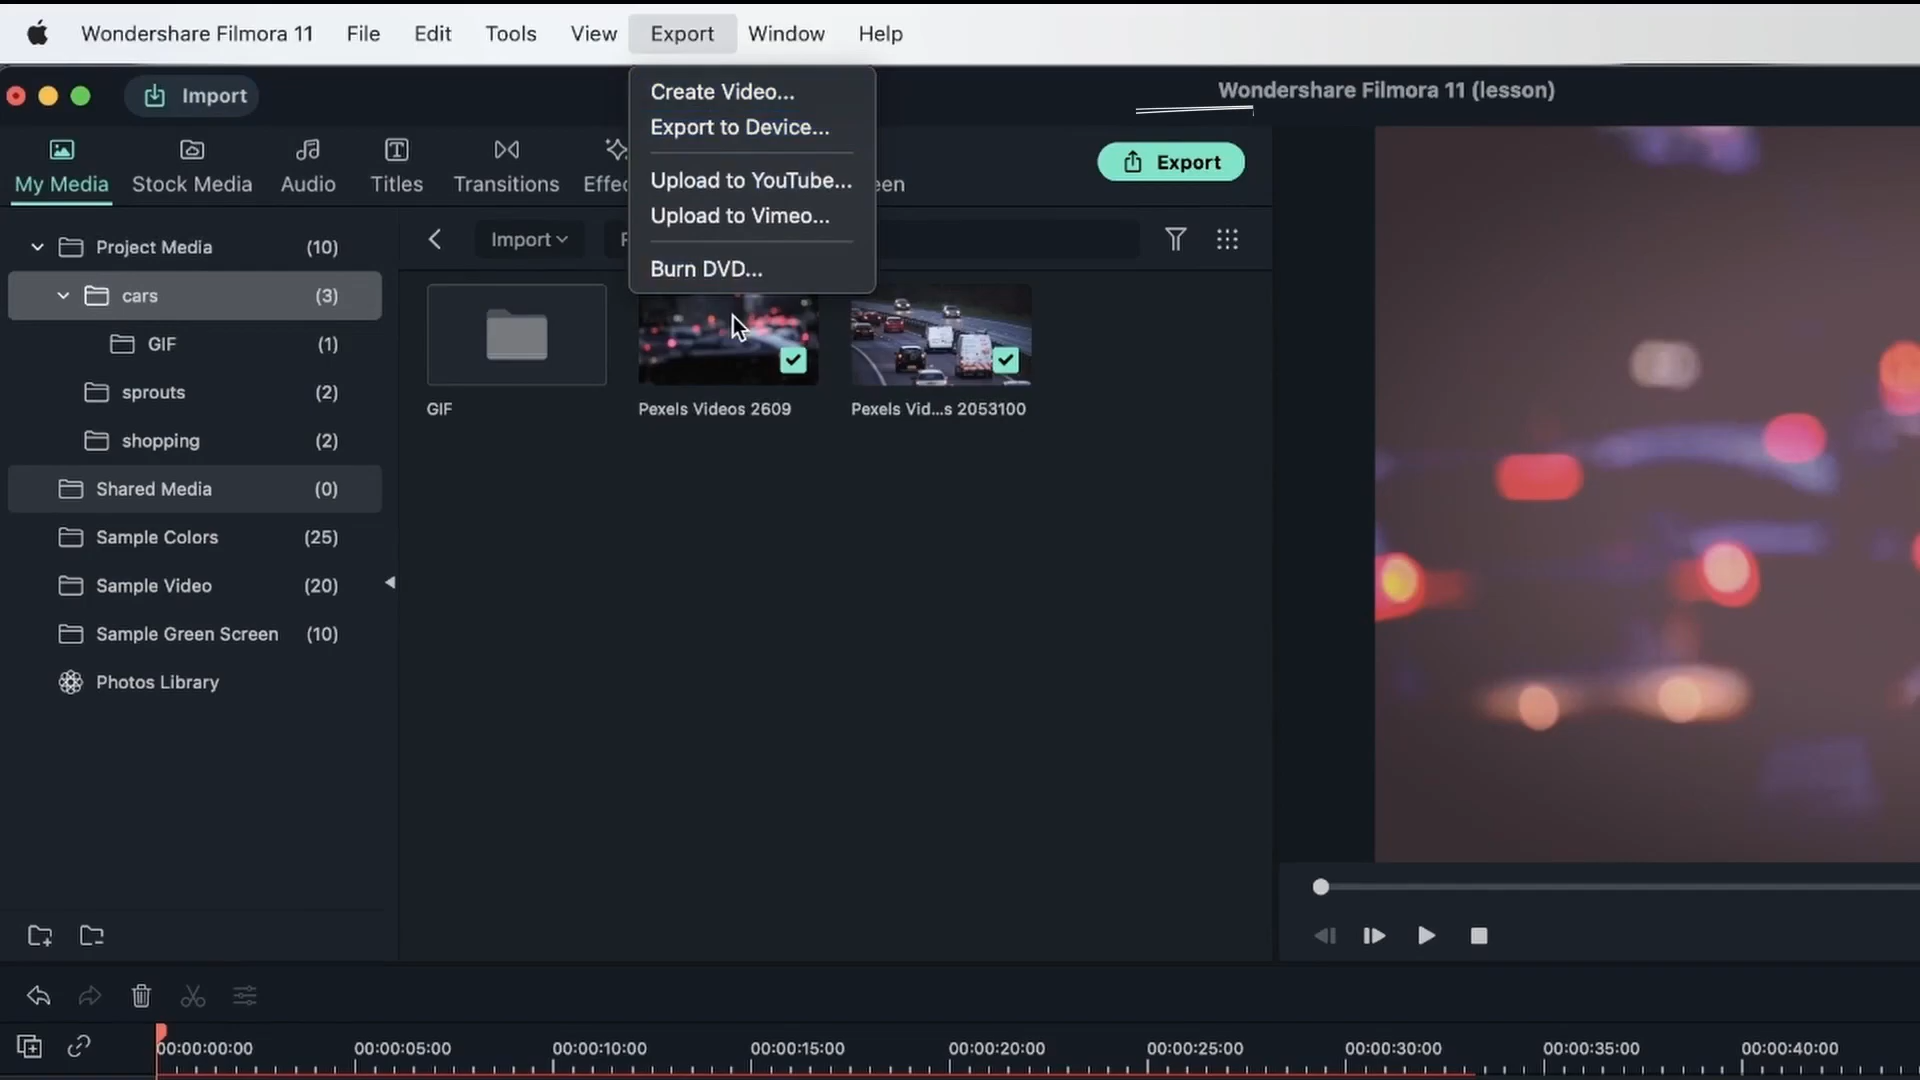 Wondershare Filmora 11 File Edit Tools View Export Window Help
Import
Wondershare Filmora 11 (lesson)
Create Video...
Export to Device...
Upload to YouTube...
Upload to Vimeo...
Burn DVD...
My Media Stock Media Audio Titles Transitions Effec een
Export
Import
Project Media (10)
cars (3)
GIF (1)
sprouts (2)
shopping (2)
Shared Media (0)
Sample Colors (25)
Sample Video (20)
Sample Green Screen (10)
Photos Library
GIF Pexels Videos 2609 Pexels Vid...s 2053100
00:00:00:00 00:00:05:00 00:00:10:00 00:00:15:00 00:00:20:00 00:00:25:00 00:00:30:00 00:00:35:00 00:00:40:00